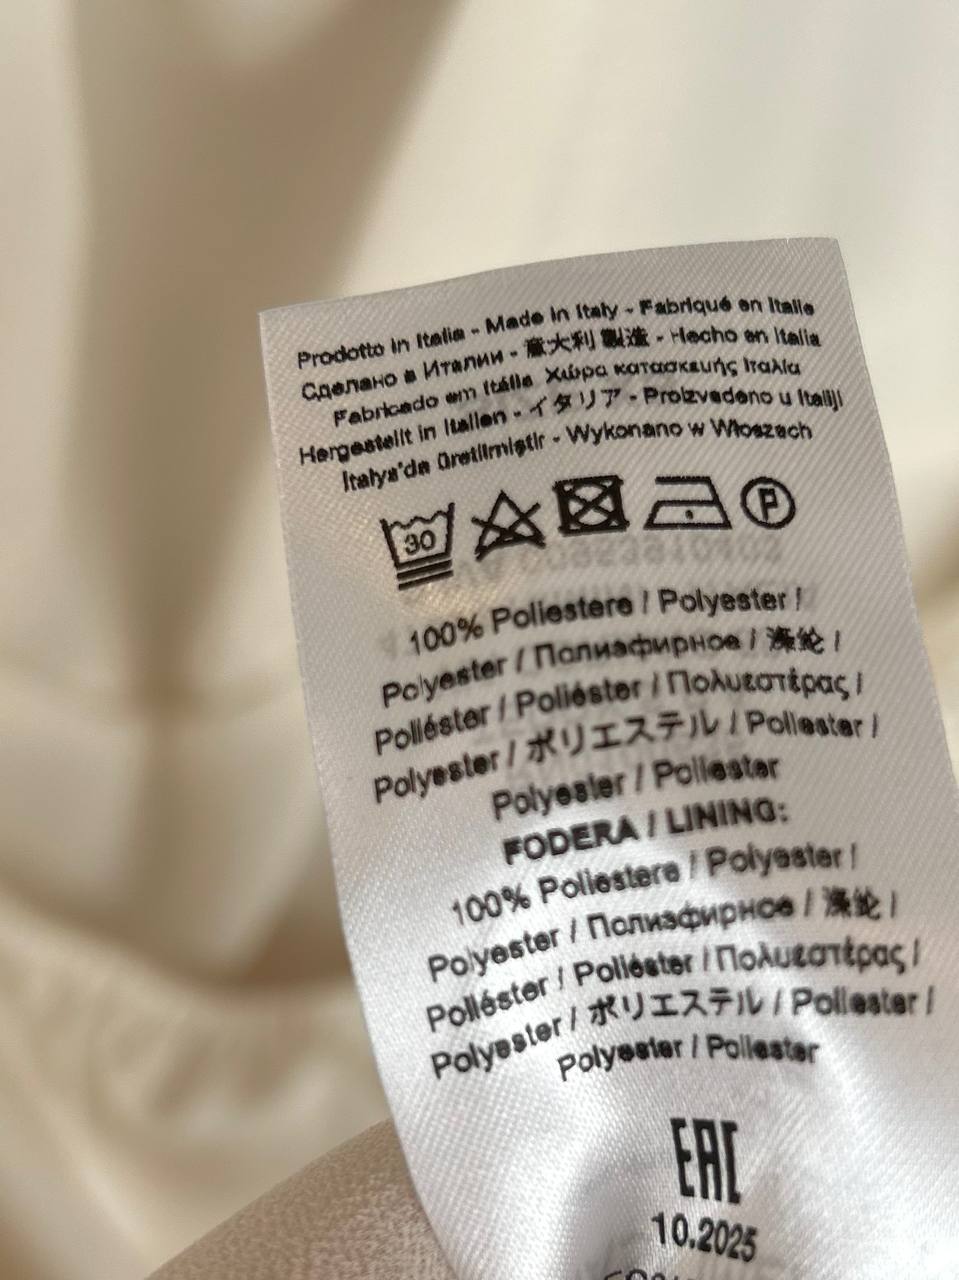 Prodotto in Italia - Made in Italy - Fabriqué en Italie
Сделано в Италии - 意大利 製造 - Hecho en Italia
Fabricado em Itália Χώρα κατασκευής Ιταλία
Hergestellt in Italien - イタリア - Proizvedeno u Italiji
İtalya'da üretilmiştir - Wykonano w Włoszech
30 P
100% Poliestere / Polyester /
Polyester / Полиэфирное / 涤纶 /
Poliéster / Poliéster / Πολυεστέρας /
Polyester / ポリエステル / Poliester /
Polyester / Poliester
FODERA / LINING:
100% Poliestere / Polyester /
Polyester / Полиэфирное / 涤纶 /
Poliéster / Poliéster / Πολυεστέρας /
Polyester / ポリエステル / Poliester /
Polyester / Poliester
EAC
10.2025